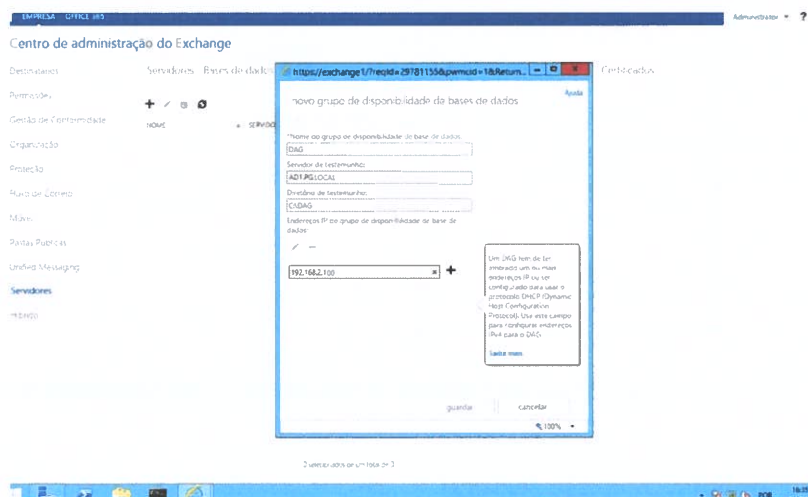 EMPRESA OFFICE 365
Administrator ?
Centro de administração do Exchange
Destinatários
Permissões
Gestão de Conformidade
Organização
Proteção
Fluxo de Correio
Móvel
Pastas Públicas
Unified Messaging
Servidores
Híbrido
Servidores Bases de dados
Certificados
NOME
https://exchange1/?reqId=29781155&pwmcid=1&Return...
Ajuda
novo grupo de disponibilidade de bases de dados
*Nome do grupo de disponibilidade de base de dados:
DAG
Servidor de testemunho:
AD1.PG.LOCAL
Diretório de testemunho:
C:\DAG
Endereços IP do grupo de disponibilidade de base de
dados:
192.168.2.100
Um DAG tem de ter
atribuído um ou mais
endereços IP ou ser
configurado para usar o
protocolo DHCP (Dynamic
Host Configuration
Protocol). Use este campo
para configurar endereços
IPv4 para o DAG.
Saiba mais
guardar cancelar
100%
POR